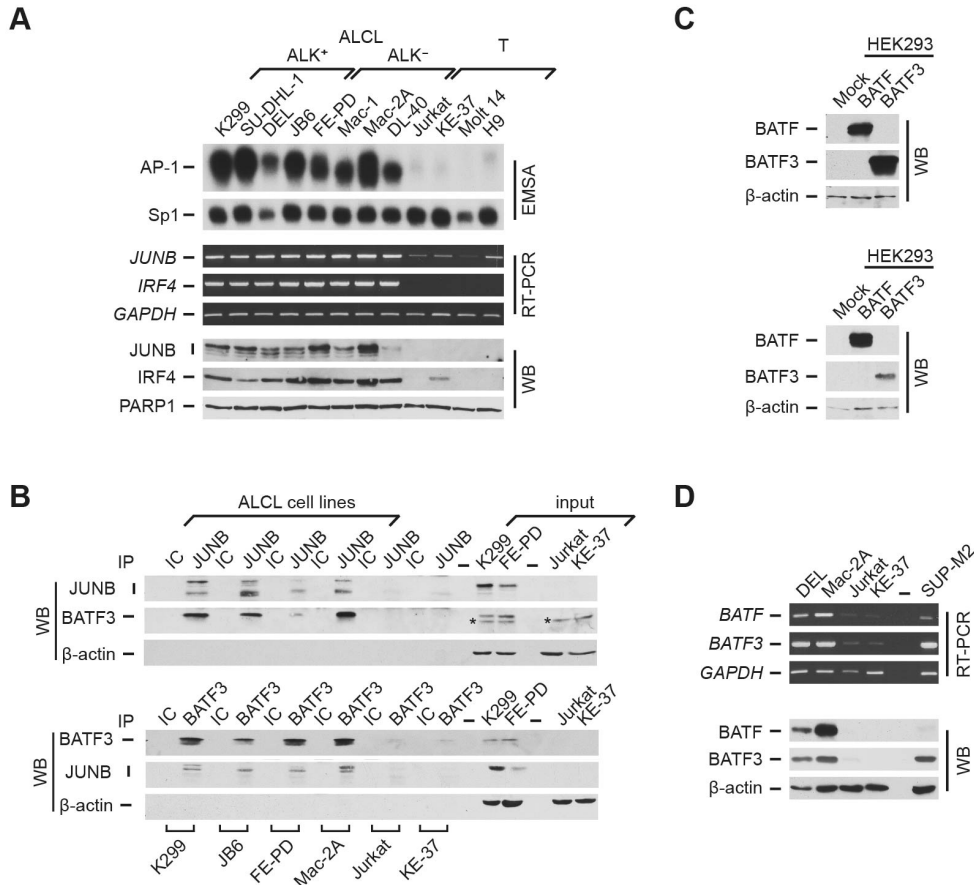 A
ALCL
ALK⁺
ALK⁻
T
K299
SU-DHL-1
DEL
JB6
FE-PD
Mac-1
Mac-2A
DL-40
Jurkat
KE-37
Molt 14
H9
AP-1
Sp1
EMSA
JUNB
IRF4
GAPDH
RT-PCR
JUNB
IRF4
PARP1
WB
B
ALCL cell lines
input
IP
IC
JUNB
IC
JUNB
IC
JUNB
IC
JUNB
IC
JUNB
IC
JUNB
–
K299
FE-PD
–
Jurkat
KE-37
WB
JUNB
BATF3
*
*
β-actin
IP
IC
BATF3
IC
BATF3
IC
BATF3
IC
BATF3
IC
BATF3
IC
BATF3
–
K299
FE-PD
–
Jurkat
KE-37
WB
BATF3
JUNB
β-actin
K299
JB6
FE-PD
Mac-2A
Jurkat
KE-37
C
HEK293
Mock
BATF
BATF3
BATF
BATF3
β-actin
WB
HEK293
Mock
BATF
BATF3
BATF
BATF3
β-actin
WB
D
DEL
Mac-2A
Jurkat
KE-37
–
SUP-M2
BATF
BATF3
GAPDH
RT-PCR
BATF
BATF3
β-actin
WB